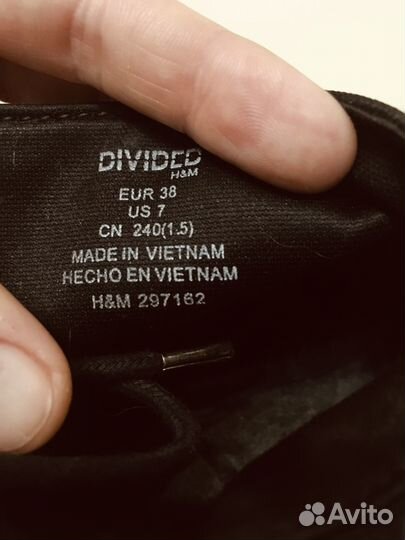 DIVIDED
H&M
EUR 38
US 7
CN 240(1.5)
MADE IN VIETNAM
HECHO EN VIETNAM
H&M 297162
Avito